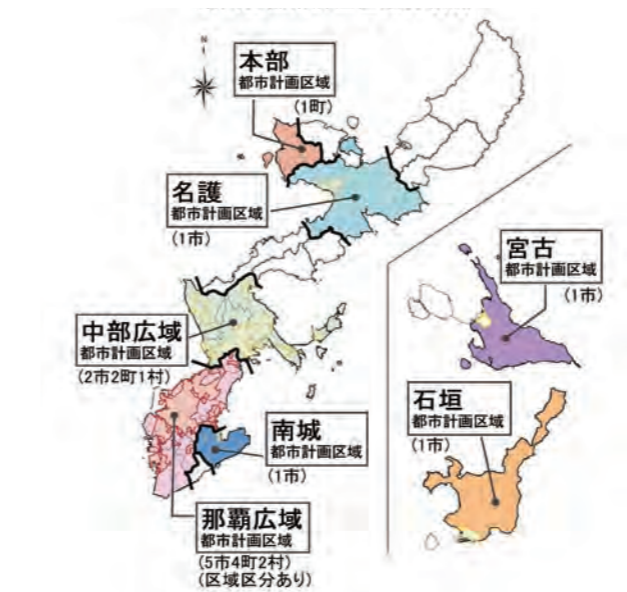 N
本部
都市計画区域
(1町)
名護
都市計画区域
(1市)
宮古
都市計画区域
(1市)
中部広域
都市計画区域
(2市2町1村)
石垣
都市計画区域
(1市)
南城
都市計画区域
(1市)
那覇広域
都市計画区域
(5市4町2村)
(区域区分あり)